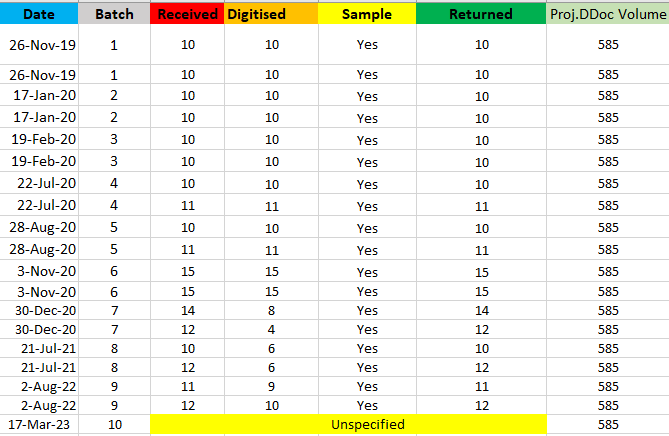 Date Batch Received Digitised Sample Returned Proj.DDoc Volume
26-Nov-19 1 10 10 Yes 10 585
26-Nov-19 1 10 10 Yes 10 585
17-Jan-20 2 10 10 Yes 10 585
17-Jan-20 2 10 10 Yes 10 585
19-Feb-20 3 10 10 Yes 10 585
19-Feb-20 3 10 10 Yes 10 585
22-Jul-20 4 10 10 Yes 10 585
22-Jul-20 4 11 11 Yes 11 585
28-Aug-20 5 10 10 Yes 10 585
28-Aug-20 5 11 11 Yes 11 585
3-Nov-20 6 15 15 Yes 15 585
3-Nov-20 6 15 15 Yes 15 585
30-Dec-20 7 14 8 Yes 14 585
30-Dec-20 7 12 4 Yes 12 585
21-Jul-21 8 10 6 Yes 10 585
21-Jul-21 8 12 6 Yes 12 585
2-Aug-22 9 11 9 Yes 11 585
2-Aug-22 9 12 10 Yes 12 585
17-Mar-23 10 Unspecified 585